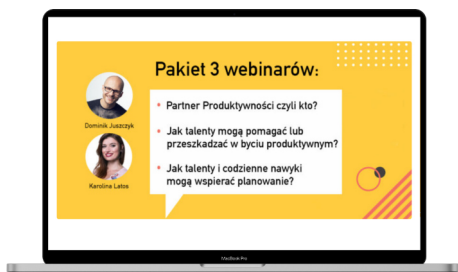 Pakiet 3 webinarów:
Partner Produktywności czyli kto?
Jak talenty mogą pomagać lub
przeszkadzać w byciu produktywnym?
Jak talenty i codzienne nawyki
mogą wspierać planowanie?
Dominik Juszczyk
Karolina Latos
MacBook Pro